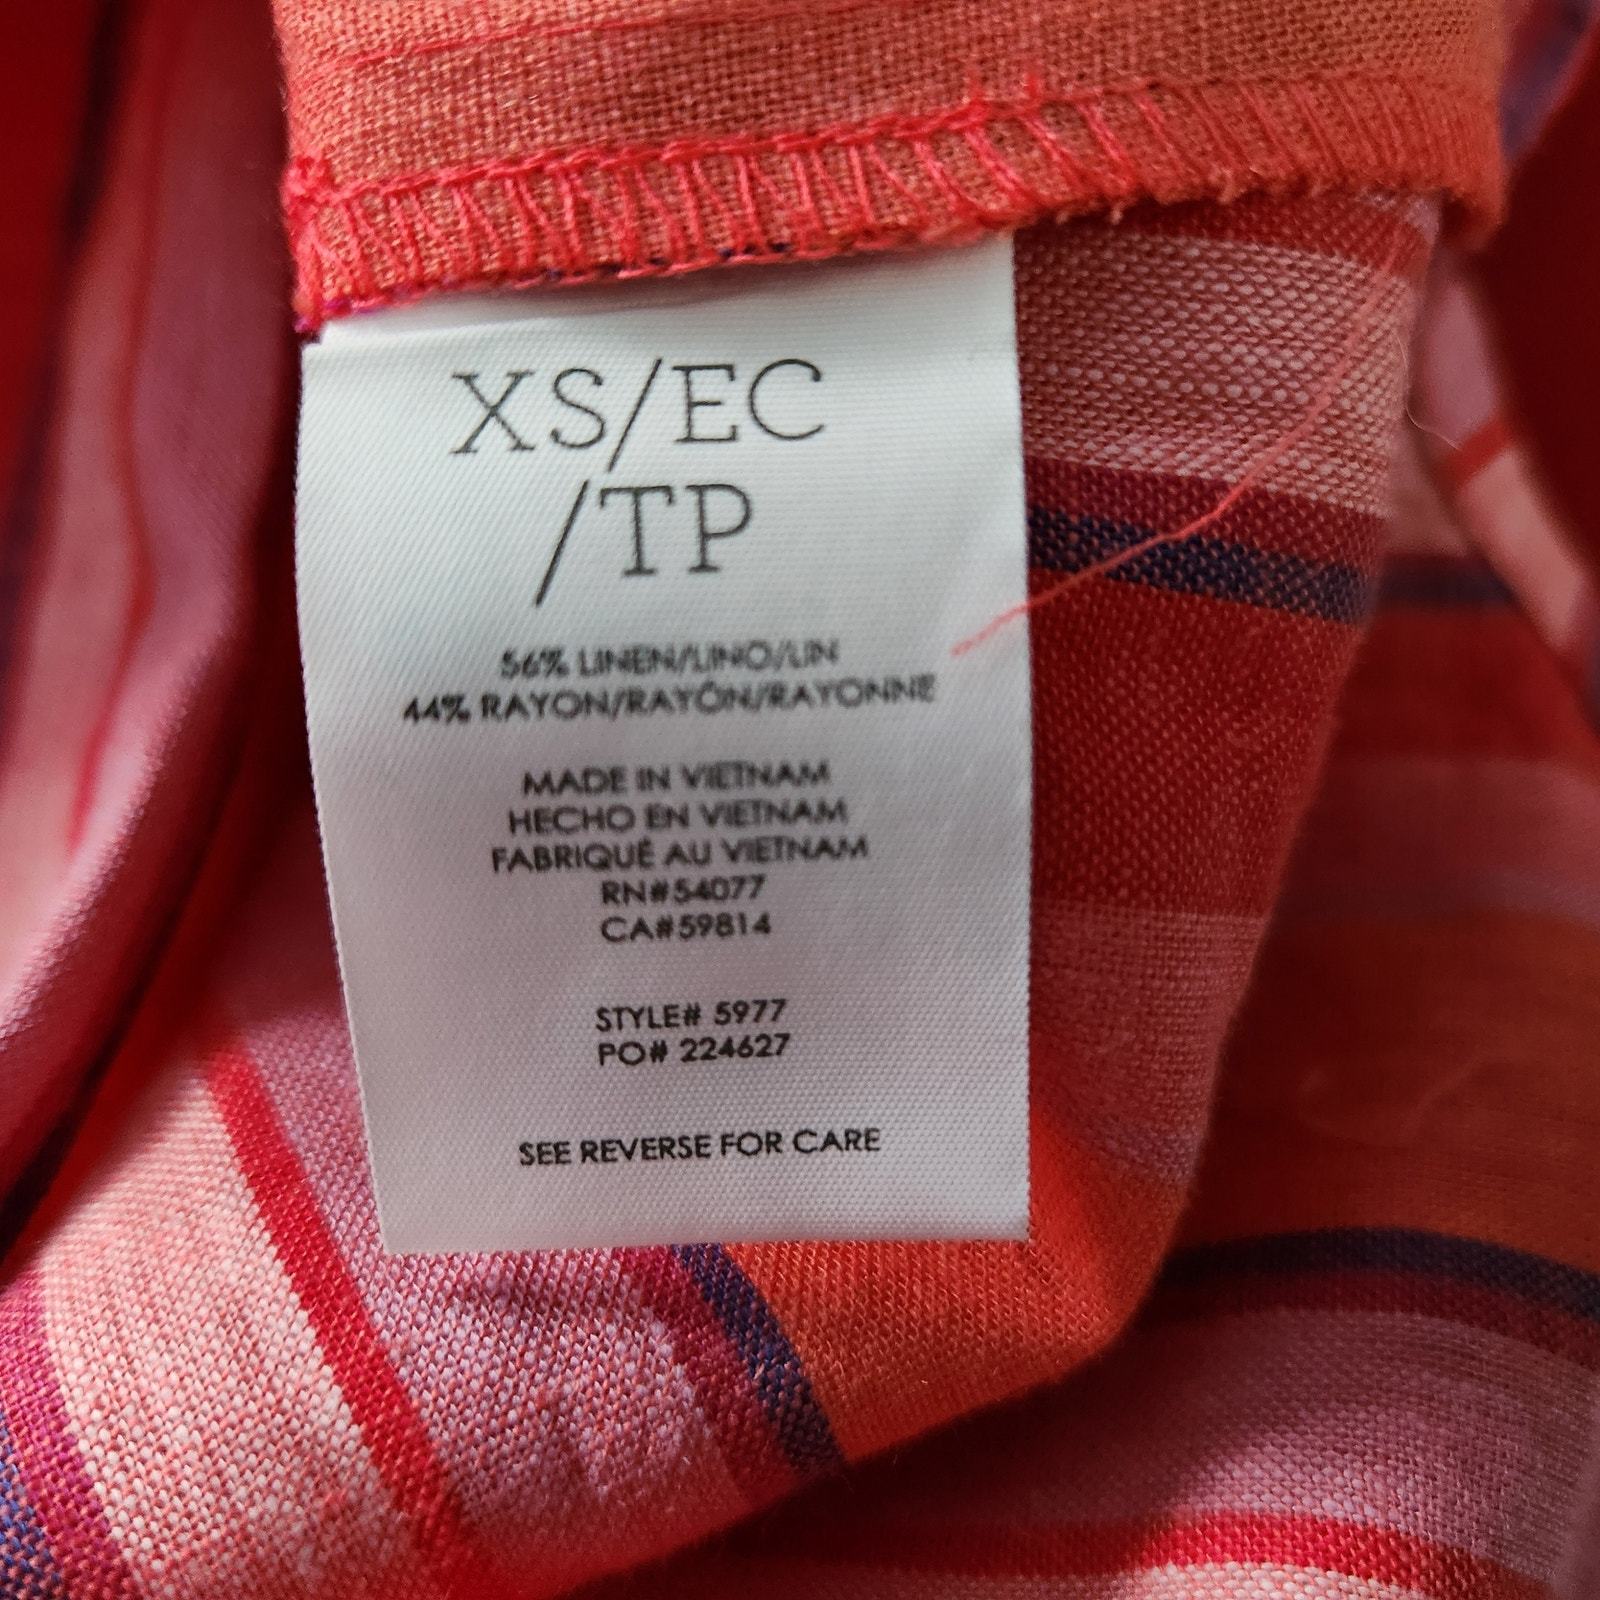 XS/EC
/TP
56% LINEN/LINO/LIN
44% RAYON/RAYÓN/RAYONNE
MADE IN VIETNAM
HECHO EN VIETNAM
FABRIQUÉ AU VIETNAM
RN#54077
CA#59814
STYLE# 5977
PO# 224627
SEE REVERSE FOR CARE